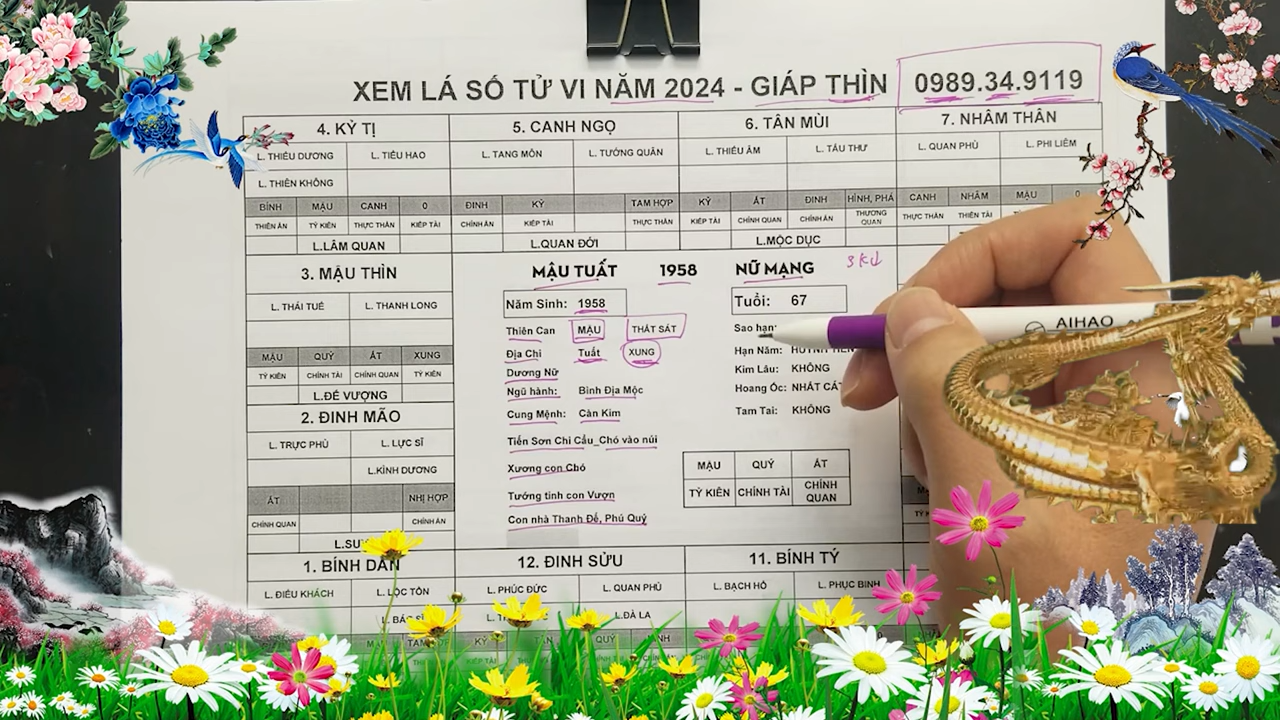 XEM LÁ SỐ TỬ VI NĂM 2024 - GIÁP THÌN 0989.34.9119
4. KỶ TỊ 5. CANH NGỌ 6. TÂN MÙI 7. NHÂM THÂN
L. THIẾU DƯƠNG L. TIỂU HAO L. TANG MÔN L. TƯỚNG QUÂN L. THIẾU ÂM L. TẤU THƯ L. QUAN PHÙ L. PHI LIÊM
L. THIÊN KHÔNG
BÍNH MẬU CANH 0 ĐINH KỶ TAM HỢP KỶ ẤT ĐINH HÌNH, PHÁ CANH NHÂM MẬU 0
THIÊN ẤN TỶ KIÊN THỰC THẦN KIẾP TÀI CHÍNH ẤN KIẾP TÀI THỰC THẦN KIẾP TÀI CHÍNH QUAN CHÍNH ẤN THƯƠNG QUAN THỰC THẦN THIÊN TÀI
L.LÂM QUAN L.QUAN ĐỚI L.MỘC DỤC
3. MẬU THÌN MẬU TUẤT 1958 NỮ MẠNG
L. THÁI TUẾ L. THANH LONG Năm Sinh: 1958 Tuổi: 67
Thiên Can MẬU THẤT SÁT Sao hạn:
MẬU QUÝ ẤT XUNG Địa Chi Tuất XUNG Hạn Năm: HUỲNH
TỶ KIÊN CHÍNH TÀI CHÍNH QUAN TỶ KIÊN Dương Nữ Kim Lâu: KHÔNG
L.ĐẾ VƯỢNG Ngũ hành: Bình Địa Mộc Hoang Ốc: NHẤT
2. ĐINH MÃO Cung Mệnh: Càn Kim Tam Tai: KHÔNG
L. TRỰC PHÙ L. LỰC SĨ Tiến Sơn Chi Cẩu_Chó vào núi
L.KÌNH DƯƠNG Xương con Chó MẬU QUÝ ẤT
ẤT NHỊ HỢP Tướng tinh con Vượn TỶ KIÊN CHÍNH TÀI CHÍNH QUAN
CHÍNH QUAN CHÍNH ẤN Con nhà Thanh Đế, Phú Quý
1. BÍNH DẦN 12. ĐINH SỬU 11. BÍNH TÝ
L. ĐIẾU KHÁCH L. LỘC TỒN L. PHÚC ĐỨC L. QUAN PHỦ L. BẠCH HỔ L. PHỤC BINH
L.ĐÀ LA
AIHAO